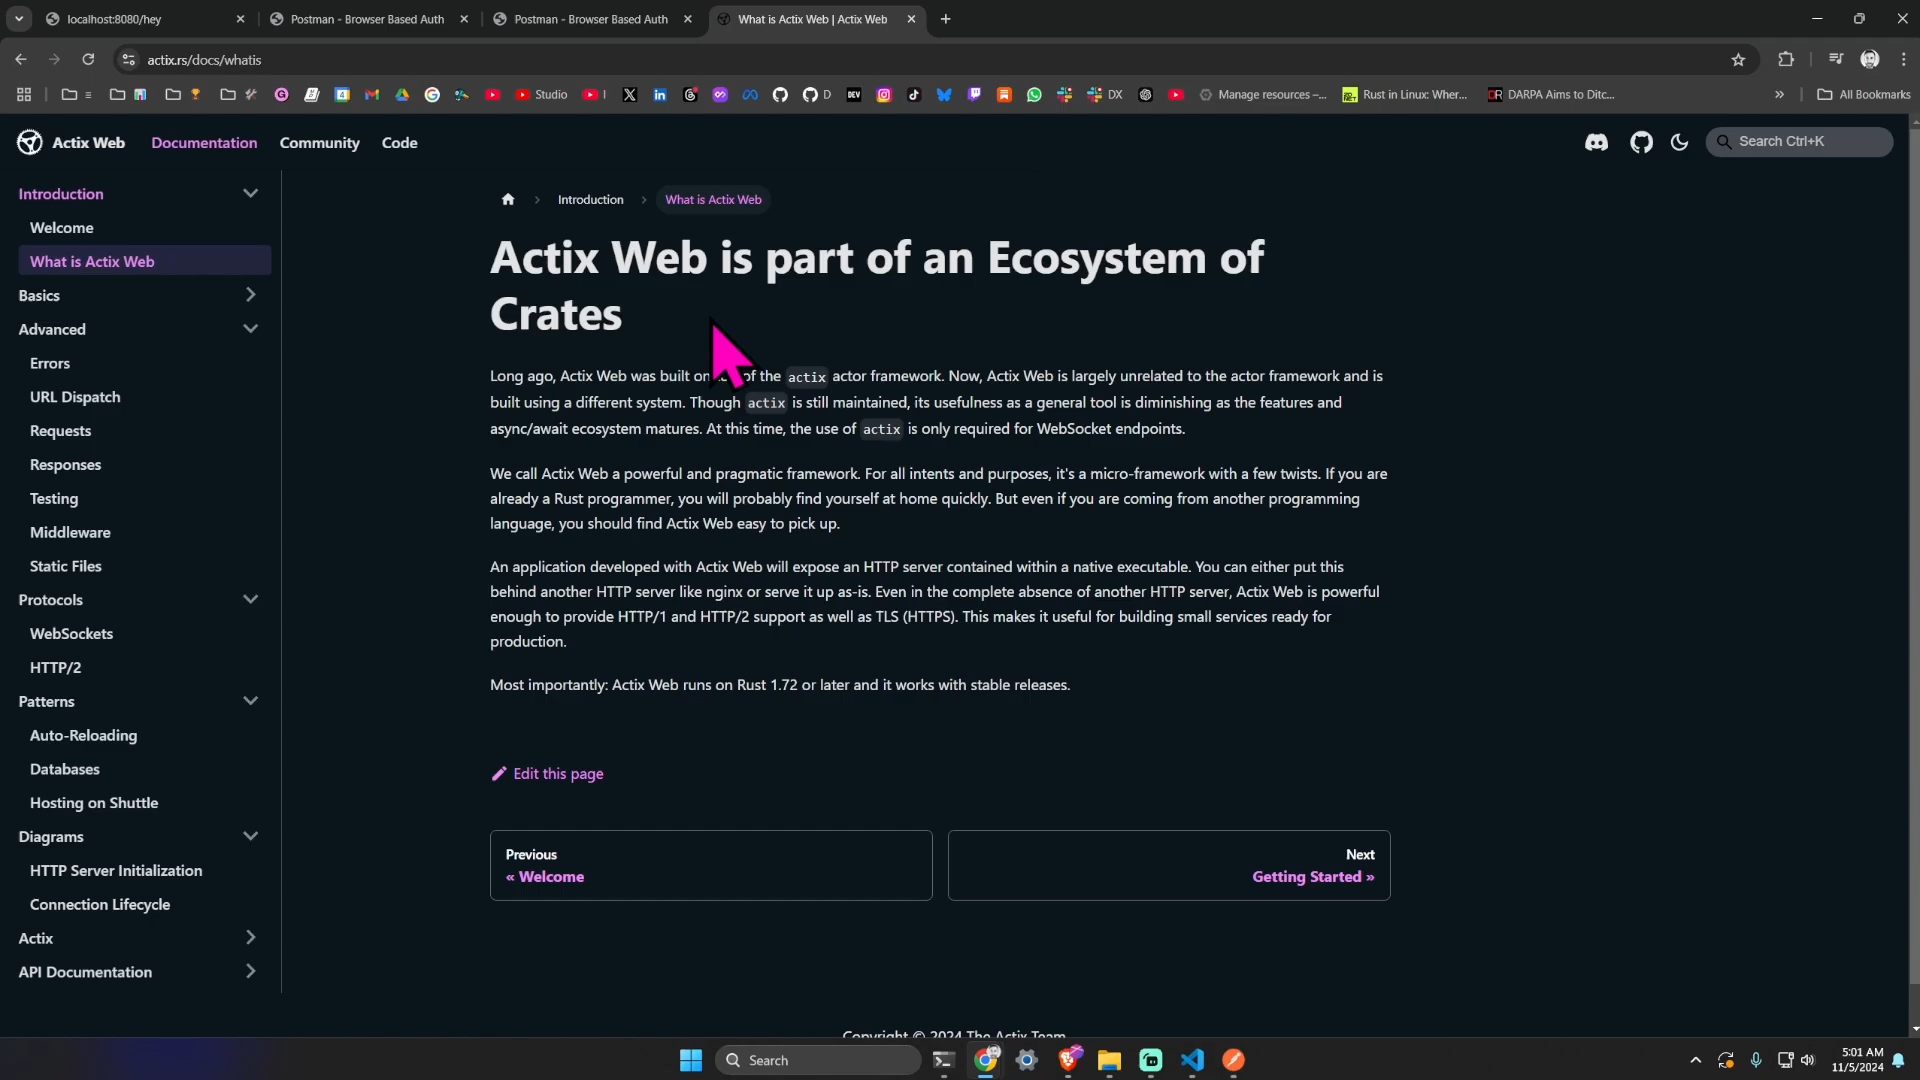 localhost:8080/hey
Postman - Browser Based Auth
Postman - Browser Based Auth
What is Actix Web | Actix Web
actix.rs/docs/whatis
Studio
D
DEV
DX
Manage resources –...
Rust in Linux: Wher...
DARPA Aims to Ditc...
All Bookmarks
Actix Web
Documentation
Community
Code
Search Ctrl+K
Introduction
Welcome
What is Actix Web
Basics
Advanced
Errors
URL Dispatch
Requests
Responses
Testing
Middleware
Static Files
Protocols
WebSockets
HTTP/2
Patterns
Auto-Reloading
Databases
Hosting on Shuttle
Diagrams
HTTP Server Initialization
Connection Lifecycle
Actix
API Documentation
Introduction
What is Actix Web
Actix Web is part of an Ecosystem of
Crates
Long ago, Actix Web was built on of the actix actor framework. Now, Actix Web is largely unrelated to the actor framework and is
built using a different system. Though actix is still maintained, its usefulness as a general tool is diminishing as the features and
async/await ecosystem matures. At this time, the use of actix is only required for WebSocket endpoints.
We call Actix Web a powerful and pragmatic framework. For all intents and purposes, it's a micro-framework with a few twists. If you are
already a Rust programmer, you will probably find yourself at home quickly. But even if you are coming from another programming
language, you should find Actix Web easy to pick up.
An application developed with Actix Web will expose an HTTP server contained within a native executable. You can either put this
behind another HTTP server like nginx or serve it up as-is. Even in the complete absence of another HTTP server, Actix Web is powerful
enough to provide HTTP/1 and HTTP/2 support as well as TLS (HTTPS). This makes it useful for building small services ready for
production.
Most importantly: Actix Web runs on Rust 1.72 or later and it works with stable releases.
Edit this page
Previous
« Welcome
Next
Getting Started »
Copyright © 2024 The Actix Team
Search
5:01 AM
11/5/2024